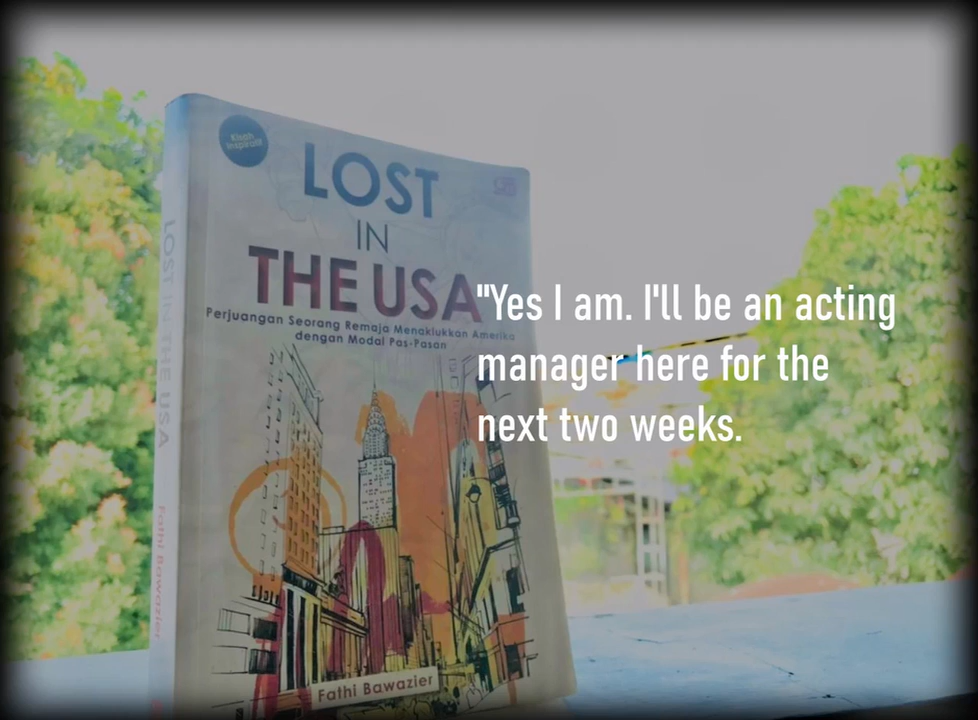 Kisah
Inspiratif
LOST
IN
THE USA
Perjuangan Seorang Remaja Menaklukkan Amerika
dengan Modal Pas-Pasan
Fathi Bawazier
LOST IN THE USA
Fathi Bawazier
"Yes I am. I'll be an acting
manager here for the
next two weeks.